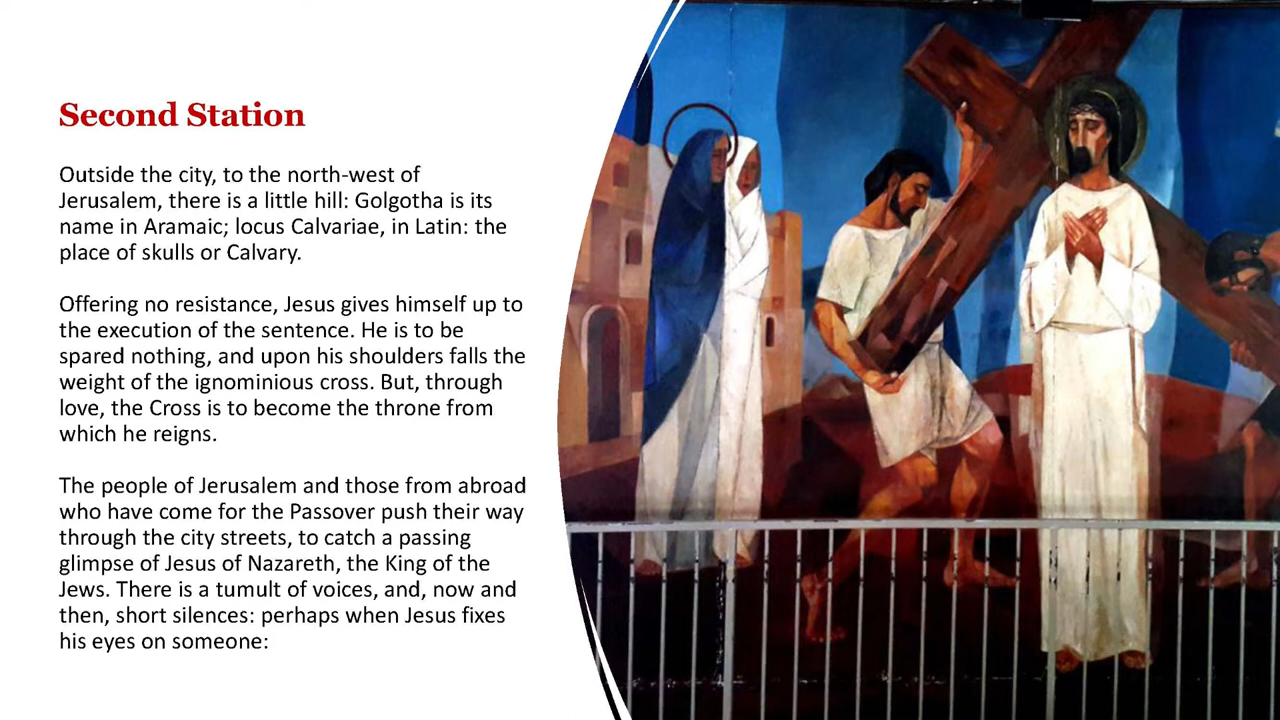 Second Station
Outside the city, to the north-west of
Jerusalem, there is a little hill: Golgotha is its
name in Aramaic; locus Calvariae, in Latin: the
place of skulls or Calvary.
Offering no resistance, Jesus gives himself up to
the execution of the sentence. He is to be
spared nothing, and upon his shoulders falls the
weight of the ignominious cross. But, through
love, the Cross is to become the throne from
which he reigns.
The people of Jerusalem and those from abroad
who have come for the Passover push their way
through the city streets, to catch a passing
glimpse of Jesus of Nazareth, the King of the
Jews. There is a tumult of voices, and, now and
then, short silences: perhaps when Jesus fixes
his eyes on someone: